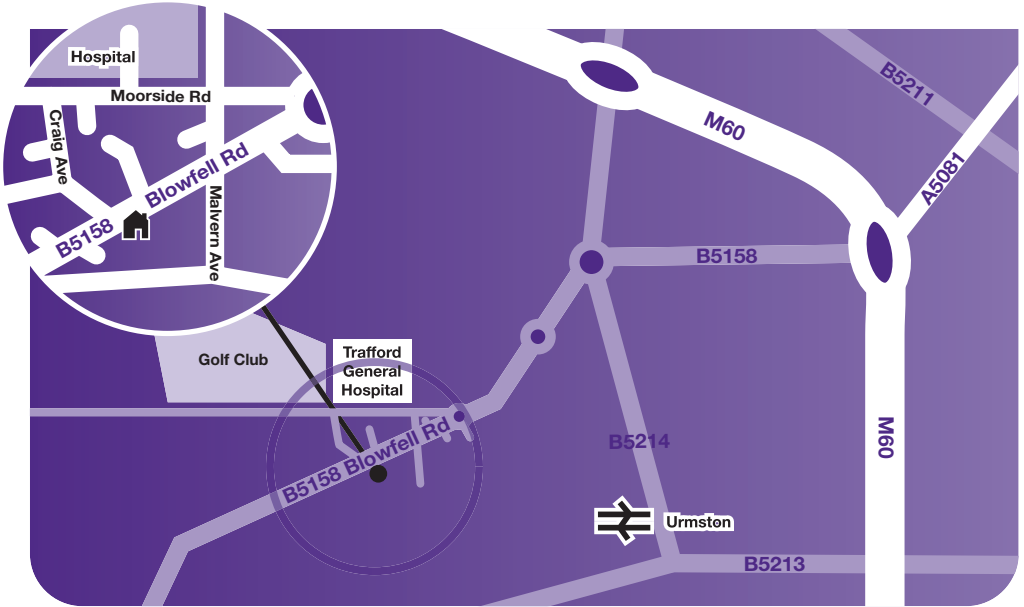 Hospital
Moorside Rd
Craig Ave
Blowfell Rd
B5158
Malvern Ave
B5211
M60
A5081
B5158
Golf Club
Trafford
General
Hospital
B5158 Blowfell Rd
B5214
M60
Urmston
B5213